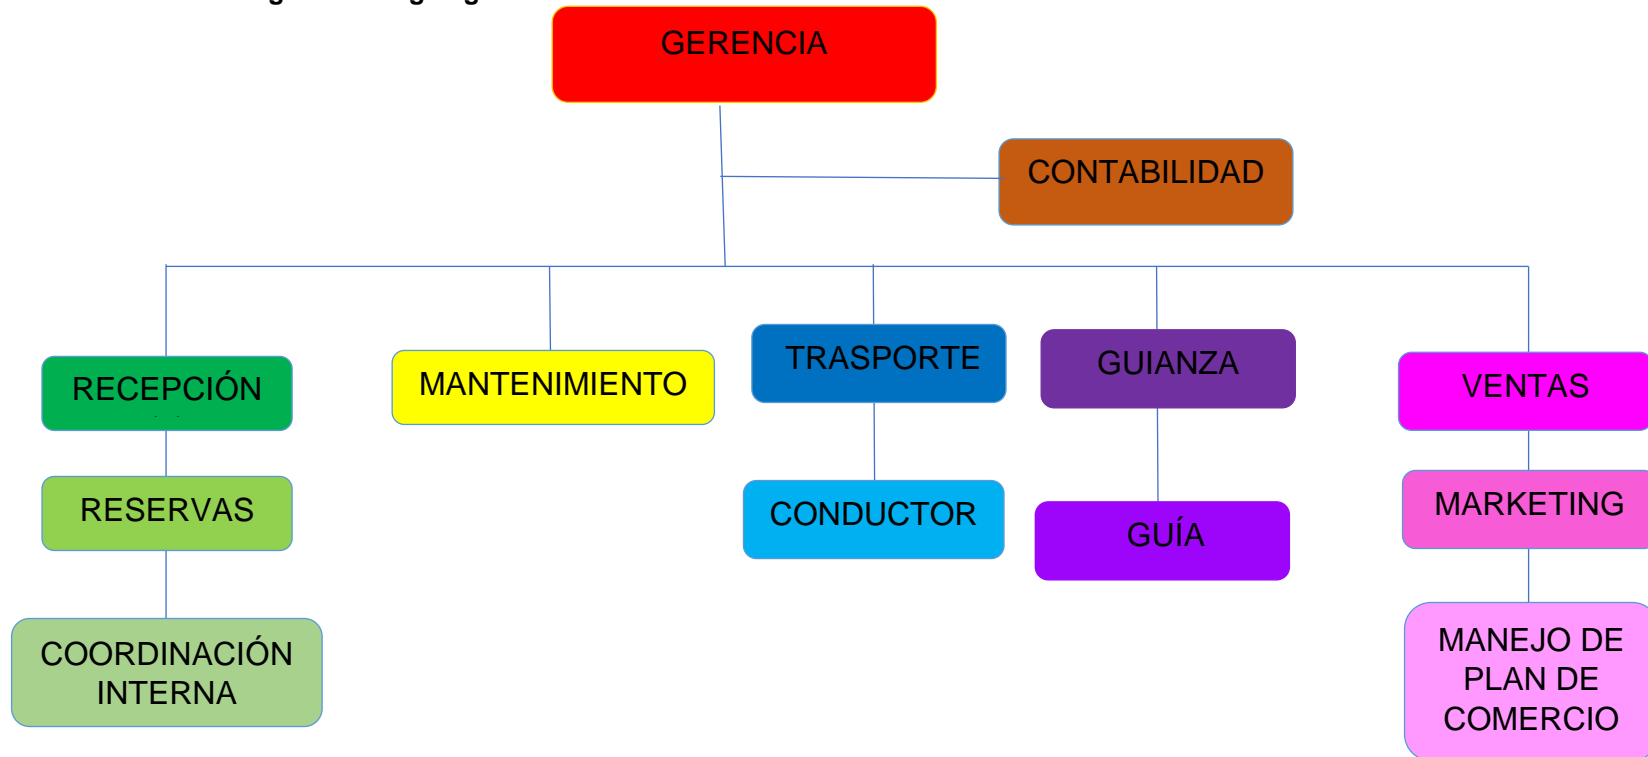 GERENCIA
CONTABILIDAD
RECEPCIÓN
MANTENIMIENTO
TRASPORTE
GUIANZA
VENTAS
RESERVAS
CONDUCTOR
GUÍA
MARKETING
COORDINACIÓN
INTERNA
MANEJO DE
PLAN DE
COMERCIO